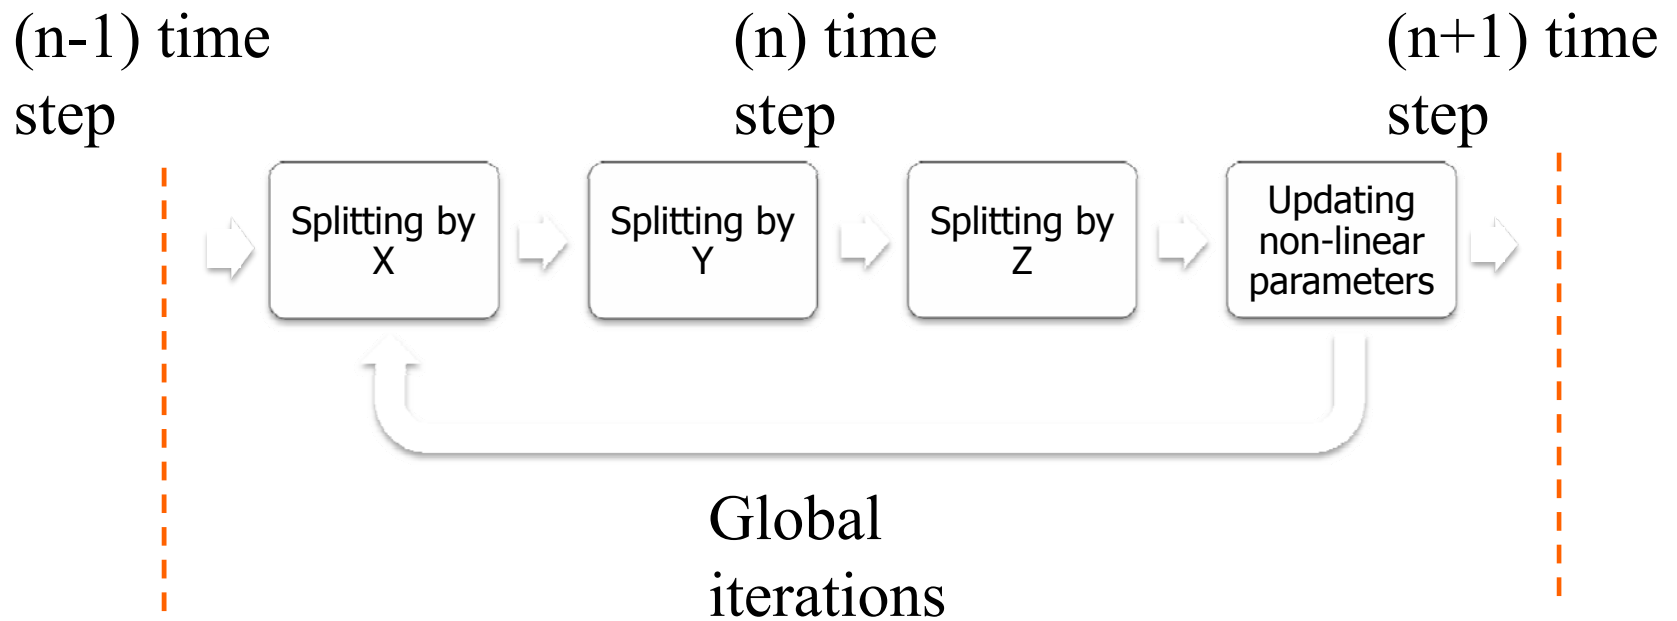 (n-1) time
step
(n) time
step
(n+1) time
step
Splitting by
X
Splitting by
Y
Splitting by
Z
Updating
non-linear
parameters
Global
iterations